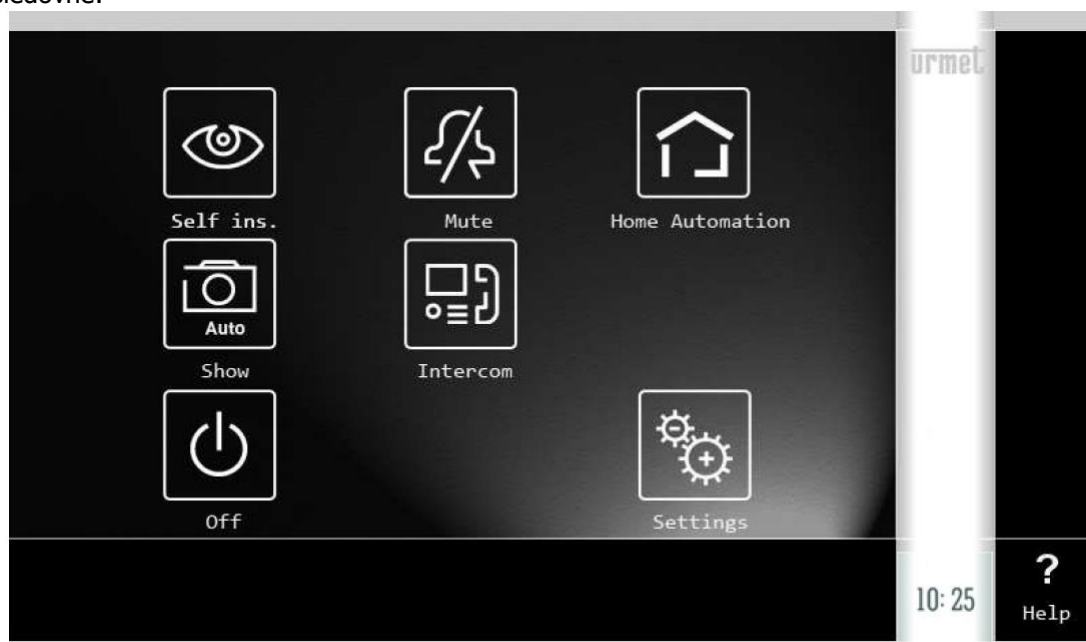 urmet
Self ins.
Mute
Home Automation
Auto
Show
Intercom
Off
Settings
10:25
?
Help